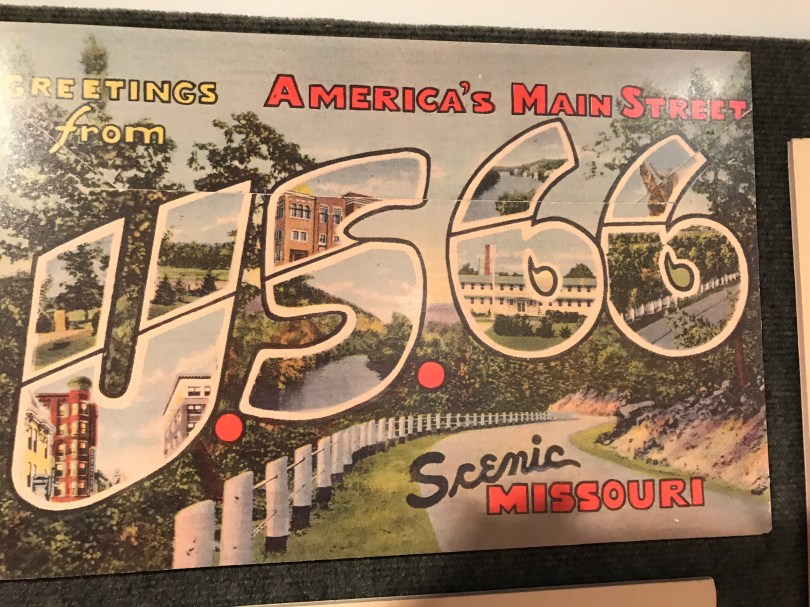 GREETINGS
from
AMERICA'S MAIN STREET
U.S. 66
Scenic
MISSOURI